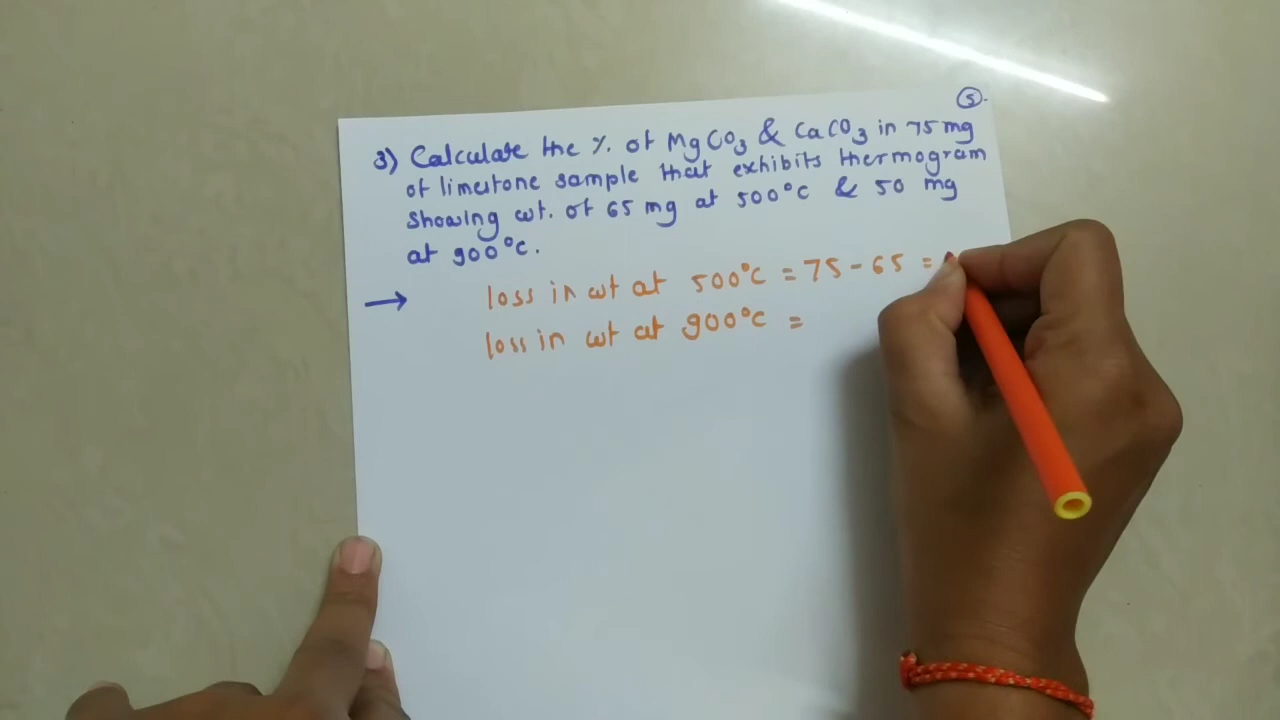 5
3) Calculate the %. of MgCO₃ & CaCO₃ in 75 mg
of limestone sample that exhibits thermogram
showing wt. of 65 mg at 500°C & 50 mg
at 900°C.
→ loss in wt at 500°C = 75 - 65 =
loss in wt at 900°C =